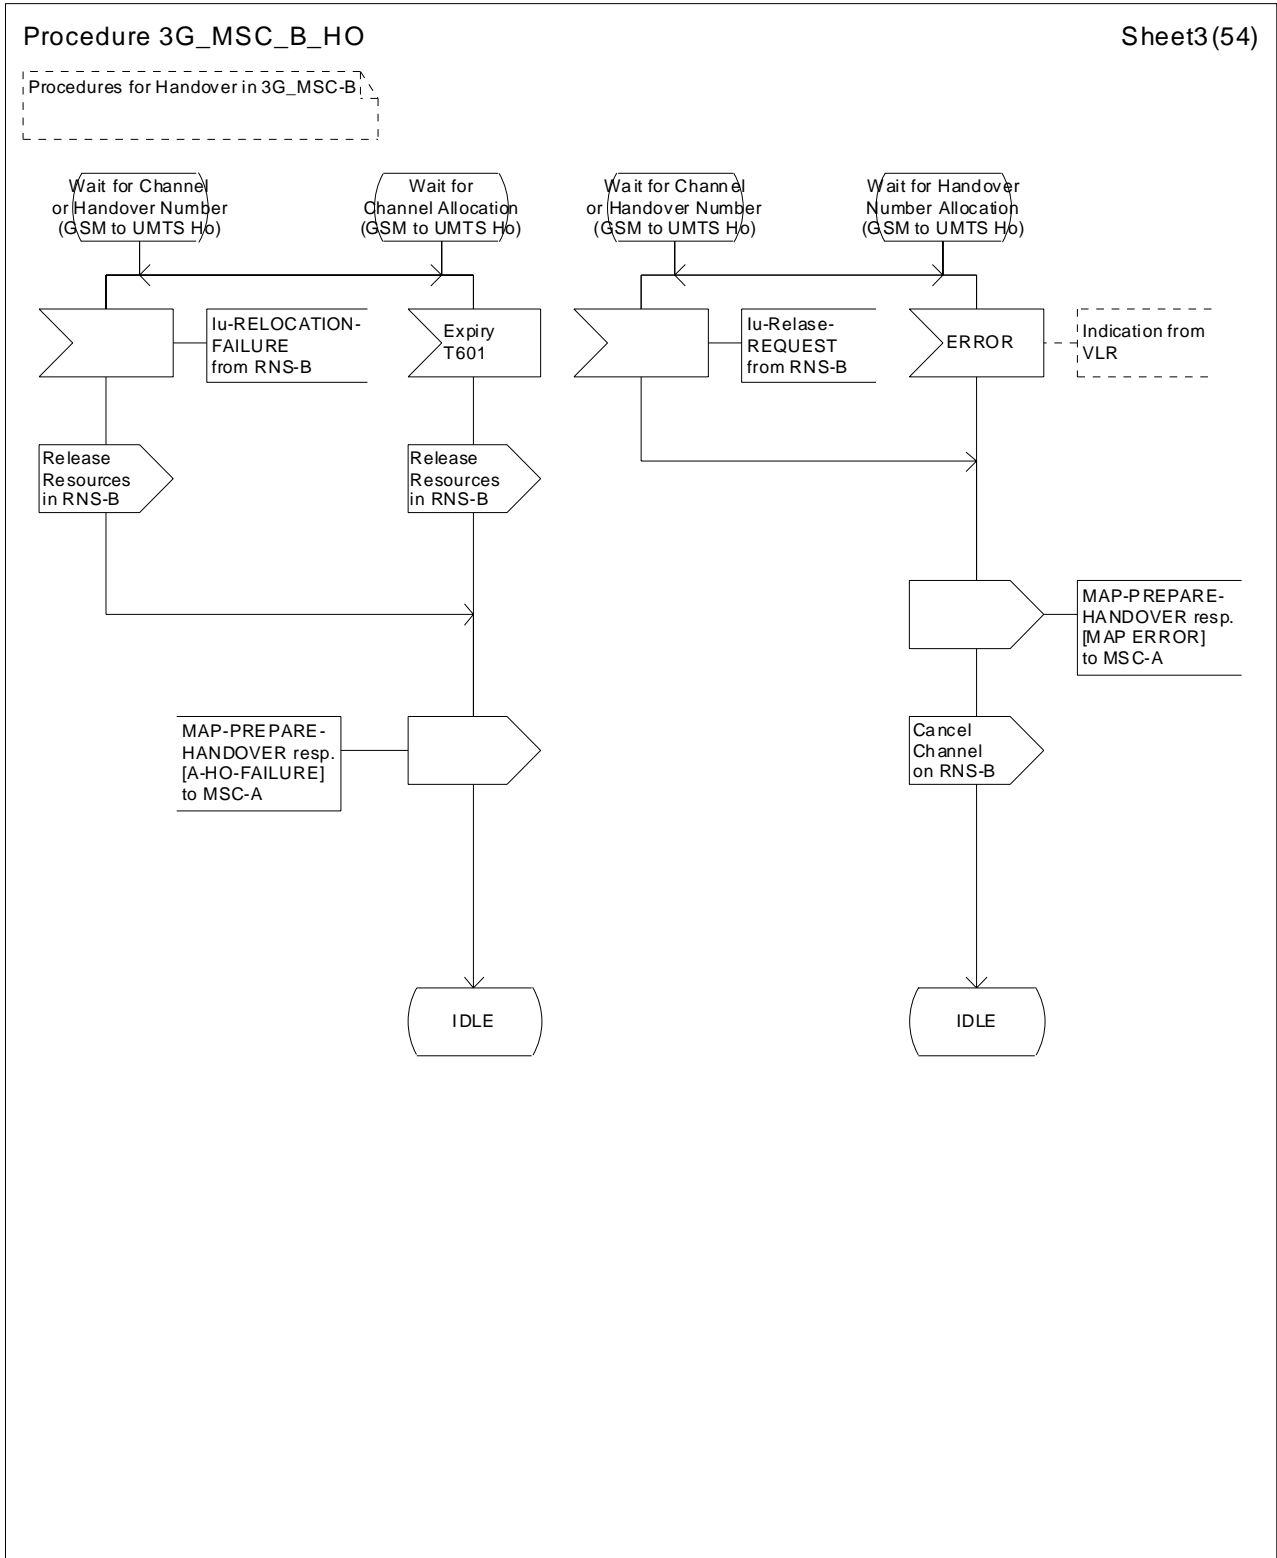 Procedure 3G_MSC_B_HO
Sheet3(54)
Procedures for Handover in 3G_MSC-B
Wait for Channel
or Handover Number
(GSM to UMTS Ho)
Wait for
Channel Allocation
(GSM to UMTS Ho)
Wait for Channel
or Handover Number
(GSM to UMTS Ho)
Wait for Handover
Number Allocation
(GSM to UMTS Ho)
Iu-RELOCATION-
FAILURE
from RNS-B
Expiry
T601
Iu-Relase-
REQUEST
from RNS-B
ERROR
Indication from
VLR
Release
Resources
in RNS-B
Release
Resources
in RNS-B
MAP-PREPARE-
HANDOVER resp.
[MAP ERROR]
to MSC-A
MAP-PREPARE-
HANDOVER resp.
[A-HO-FAILURE]
to MSC-A
Cancel
Channel
on RNS-B
IDLE
IDLE